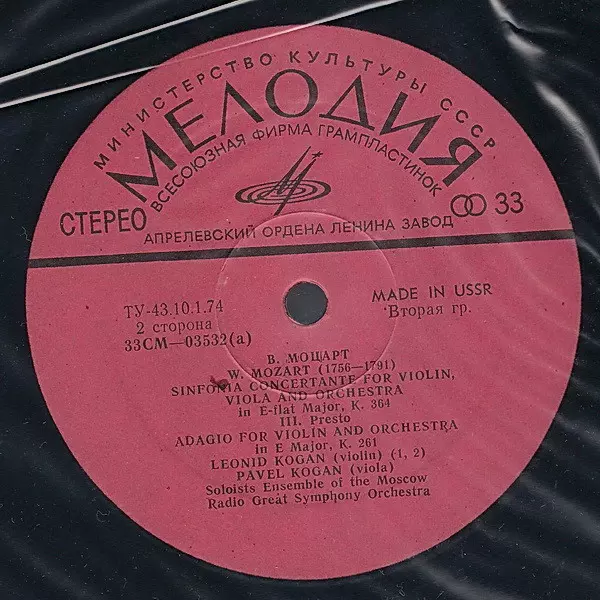 МИНИСТЕРСТВО КУЛЬТУРЫ СССР
МЕЛОДИЯ
ВСЕСОЮЗНАЯ ФИРМА ГРАМПЛАСТИНОК
СТЕРЕО
33
АПРЕЛЕВСКИЙ ОРДЕНА ЛЕНИНА ЗАВОД
ТУ-43.10.1.74
MADE IN USSR
2 сторона
Вторая гр.
33СМ—03532(а)
В. МОЦАРТ
W. MOZART (1756—1791)
SINFONIA CONCERTANTE FOR VIOLIN,
VIOLA AND ORCHESTRA
in E-flat Major, K. 364
III. Presto
ADAGIO FOR VIOLIN AND ORCHESTRA
in E Major, K. 261
LEONID KOGAN (violin) (1, 2)
PAVEL KOGAN (viola)
Soloists Ensemble of the Moscow
Radio Great Symphony Orchestra